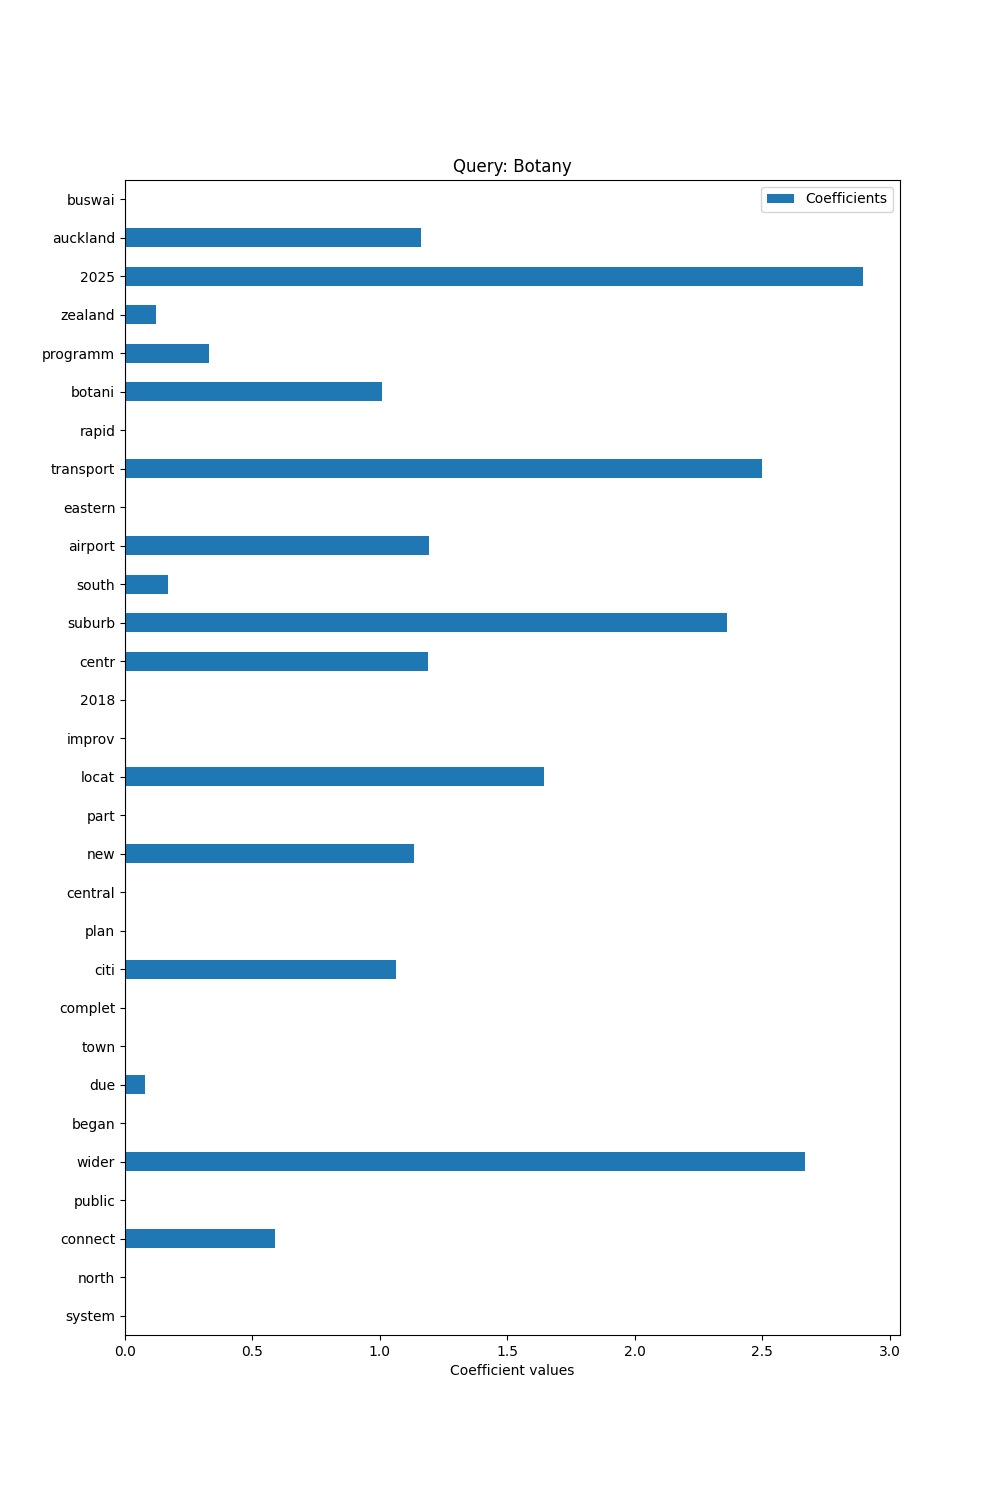 Query: Botany
Coefficients
buswai
auckland
2025
zealand
programm
botani
rapid
transport
eastern
airport
south
suburb
centr
2018
improv
locat
part
new
central
plan
citi
complet
town
due
began
wider
public
connect
north
system
0.0 0.5 1.0 1.5 2.0 2.5 3.0
Coefficient values